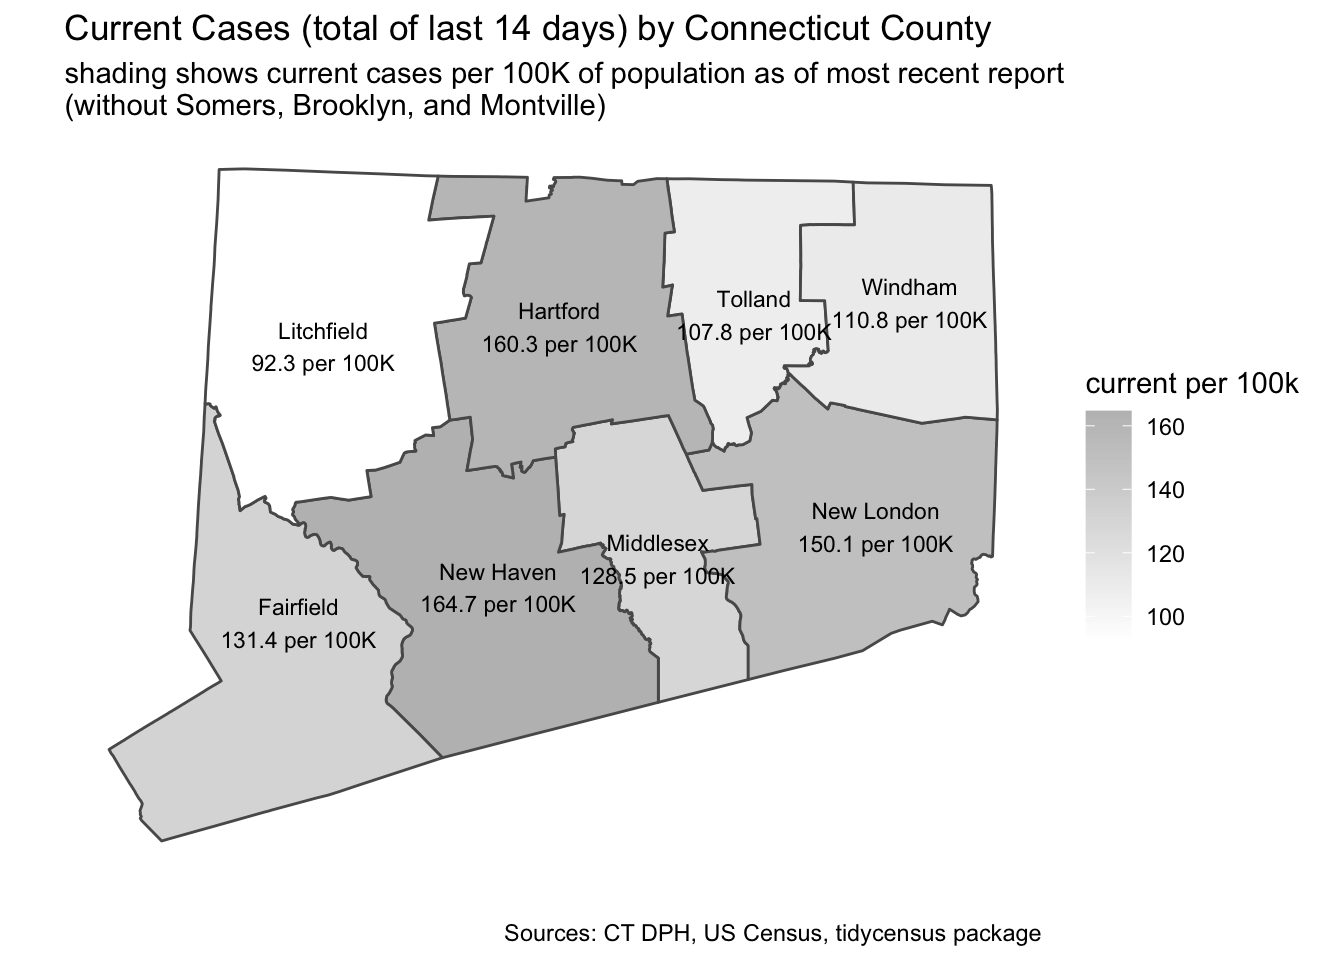 Current Cases (total of last 14 days) by Connecticut County
shading shows current cases per 100K of population as of most recent report
(without Somers, Brooklyn, and Montville)
Litchfield
92.3 per 100K
Hartford
160.3 per 100K
Tolland
107.8 per 100K
Windham
110.8 per 100K
New London
150.1 per 100K
Middlesex
128.5 per 100K
New Haven
164.7 per 100K
Fairfield
131.4 per 100K
current per 100k
160
140
120
100
Sources: CT DPH, US Census, tidycensus package